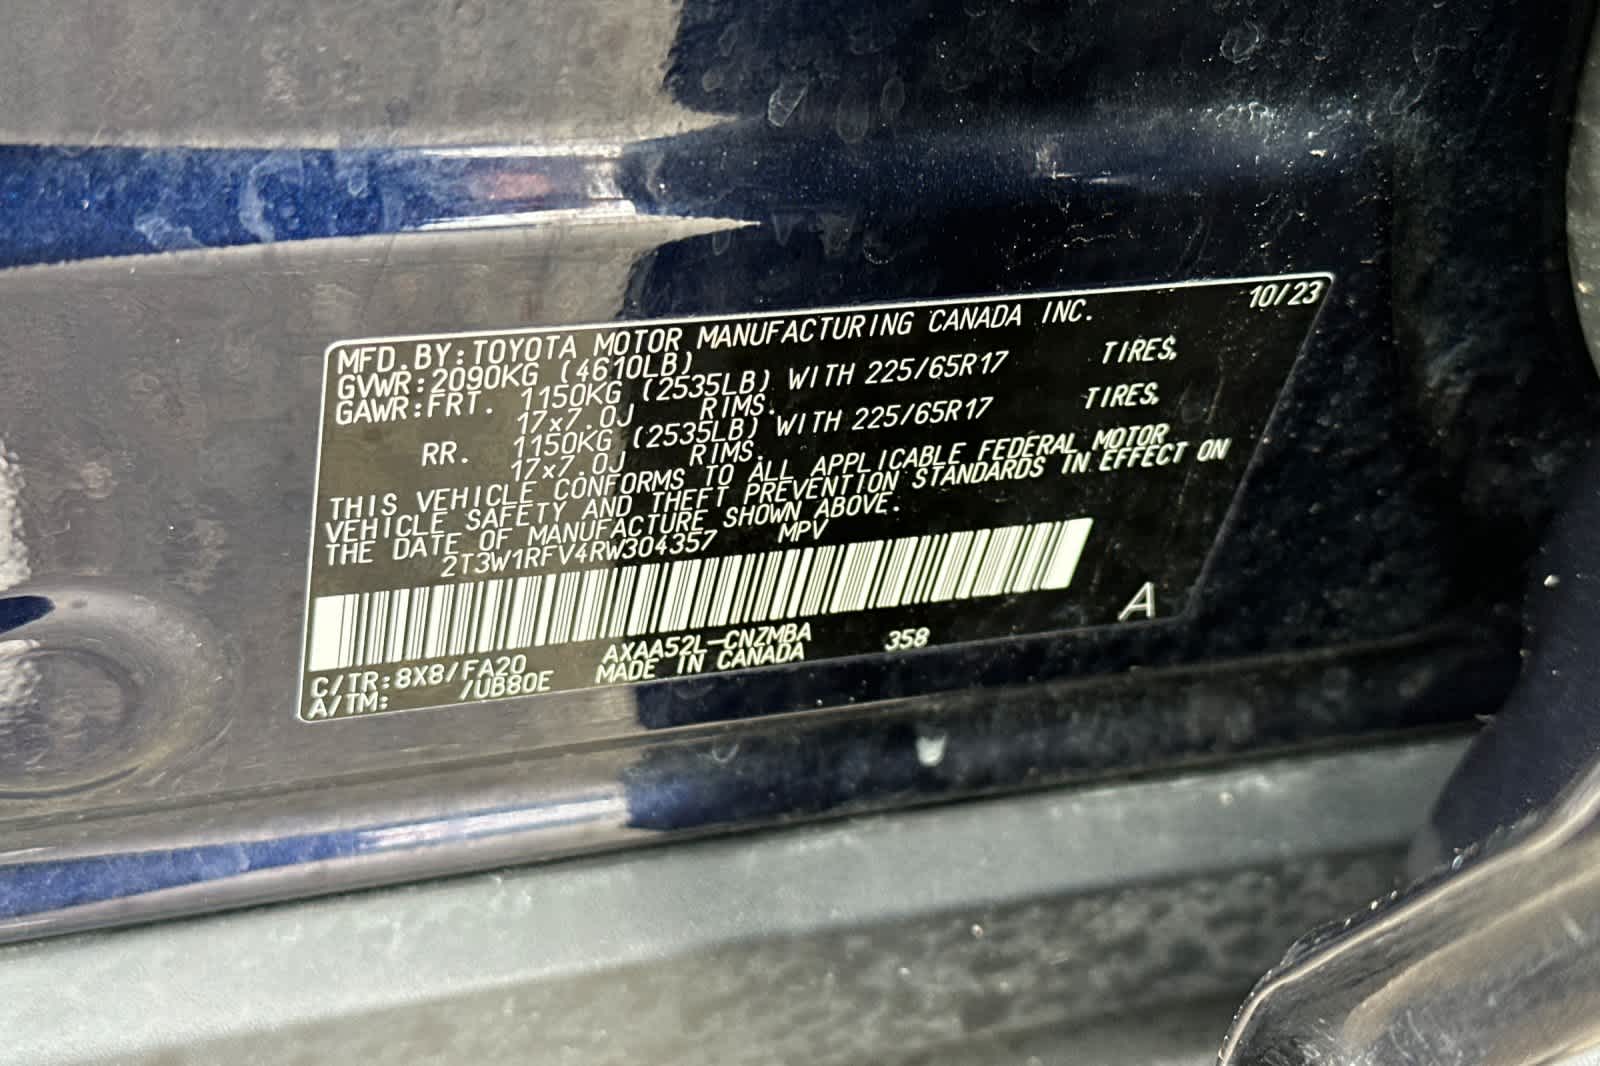 MFD. BY: TOYOTA MOTOR MANUFACTURING CANADA INC. 10/23
GVWR: 2090KG (4610LB)
GAWR: FRT. 1150KG (2535LB) WITH 225/65R17 TIRES,
17x7.0J RIMS.
RR. 1150KG (2535LB) WITH 225/65R17 TIRES,
17x7.0J RIMS.
THIS VEHICLE CONFORMS TO ALL APPLICABLE FEDERAL MOTOR
VEHICLE SAFETY AND THEFT PREVENTION STANDARDS IN EFFECT ON
THE DATE OF MANUFACTURE SHOWN ABOVE.
2T3W1RFV4RW304357 MPV
A
C/TR: 8X8/FA20 AXAA52L-CNZMBA 358
A/TM: /UB80E MADE IN CANADA